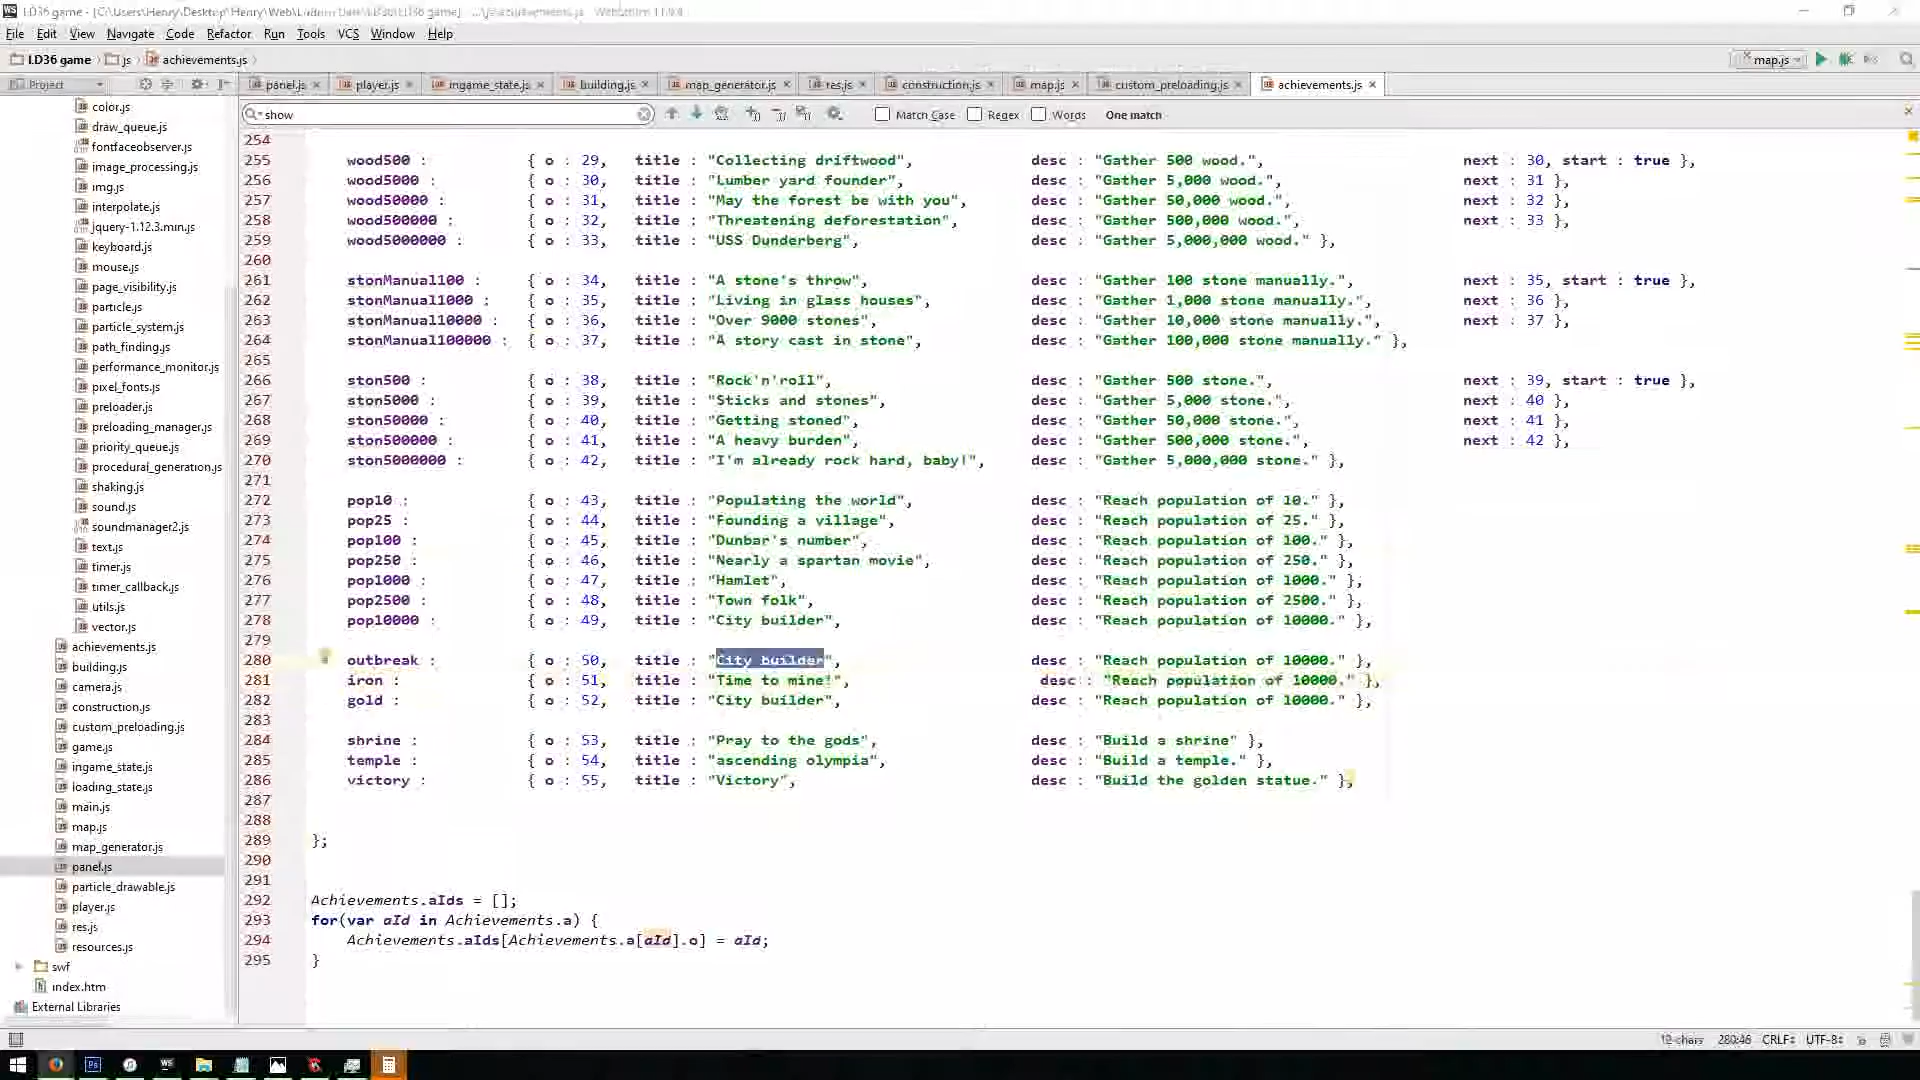 LD36 game - [C:\Users\Henry\Desktop\Henry\Web\Ludum Dare\LD36\LD36 game] - ...\js\achievements.js - WebStorm 11.0.4
File Edit View Navigate Code Refactor Run Tools VCS Window Help
LD36 game js achievements.js map.js
Project panel.js player.js ingame_state.js building.js map_generator.js res.js construction.js map.js custom_preloading.js achievements.js
show Match Case Regex Words One match
color.js
draw_queue.js
fontfaceobserver.js
image_processing.js
img.js
interpolate.js
jquery-1.12.3.min.js
keyboard.js
mouse.js
page_visibility.js
particle.js
particle_system.js
path_finding.js
performance_monitor.js
pixel_fonts.js
preloader.js
preloading_manager.js
priority_queue.js
procedural_generation.js
shaking.js
sound.js
soundmanager2.js
text.js
timer.js
timer_callback.js
utils.js
vector.js
achievements.js
building.js
camera.js
construction.js
custom_preloading.js
game.js
ingame_state.js
loading_state.js
main.js
map.js
map_generator.js
panel.js
particle_drawable.js
player.js
res.js
resources.js
swf
index.htm
External Libraries
254
255 wood500 : { o : 29, title : "Collecting driftwood", desc : "Gather 500 wood.", next : 30, start : true },
256 wood5000 : { o : 30, title : "Lumber yard founder", desc : "Gather 5,000 wood.", next : 31 },
257 wood50000 : { o : 31, title : "May the forest be with you", desc : "Gather 50,000 wood.", next : 32 },
258 wood500000 : { o : 32, title : "Threatening deforestation", desc : "Gather 500,000 wood.", next : 33 },
259 wood5000000 : { o : 33, title : "USS Dunderberg", desc : "Gather 5,000,000 wood." },
260
261 stonManual100 : { o : 34, title : "A stone's throw", desc : "Gather 100 stone manually.", next : 35, start : true },
262 stonManual1000 : { o : 35, title : "Living in glass houses", desc : "Gather 1,000 stone manually.", next : 36 },
263 stonManual10000 : { o : 36, title : "Over 9000 stones", desc : "Gather 10,000 stone manually.", next : 37 },
264 stonManual100000 : { o : 37, title : "A story cast in stone", desc : "Gather 100,000 stone manually." },
265
266 ston500 : { o : 38, title : "Rock'n'roll", desc : "Gather 500 stone.", next : 39, start : true },
267 ston5000 : { o : 39, title : "Sticks and stones", desc : "Gather 5,000 stone.", next : 40 },
268 ston50000 : { o : 40, title : "Getting stoned", desc : "Gather 50,000 stone.", next : 41 },
269 ston500000 : { o : 41, title : "A heavy burden", desc : "Gather 500,000 stone.", next : 42 },
270 ston5000000 : { o : 42, title : "I'm already rock hard, baby!", desc : "Gather 5,000,000 stone." },
271
272 pop10 : { o : 43, title : "Populating the world", desc : "Reach population of 10." },
273 pop25 : { o : 44, title : "Founding a village", desc : "Reach population of 25." },
274 pop100 : { o : 45, title : "Dunbar's number", desc : "Reach population of 100." },
275 pop250 : { o : 46, title : "Nearly a spartan movie", desc : "Reach population of 250." },
276 pop1000 : { o : 47, title : "Hamlet", desc : "Reach population of 1000." },
277 pop2500 : { o : 48, title : "Town folk", desc : "Reach population of 2500." },
278 pop10000 : { o : 49, title : "City builder", desc : "Reach population of 10000." },
279
280 outbreak : { o : 50, title : "City builder", desc : "Reach population of 10000." },
281 iron : { o : 51, title : "Time to mine!", desc : "Reach population of 10000." },
282 gold : { o : 52, title : "City builder", desc : "Reach population of 10000." },
283
284 shrine : { o : 53, title : "Pray to the gods", desc : "Build a shrine" },
285 temple : { o : 54, title : "ascending olympia", desc : "Build a temple." },
286 victory : { o : 55, title : "Victory", desc : "Build the golden statue." },
287
288
289 };
290
291
292 Achievements.aIds = [];
293 for(var aId in Achievements.a) {
294 Achievements.aIds[Achievements.a[aId].o] = aId;
295 }
12 chars 280:46 CRLF UTF-8